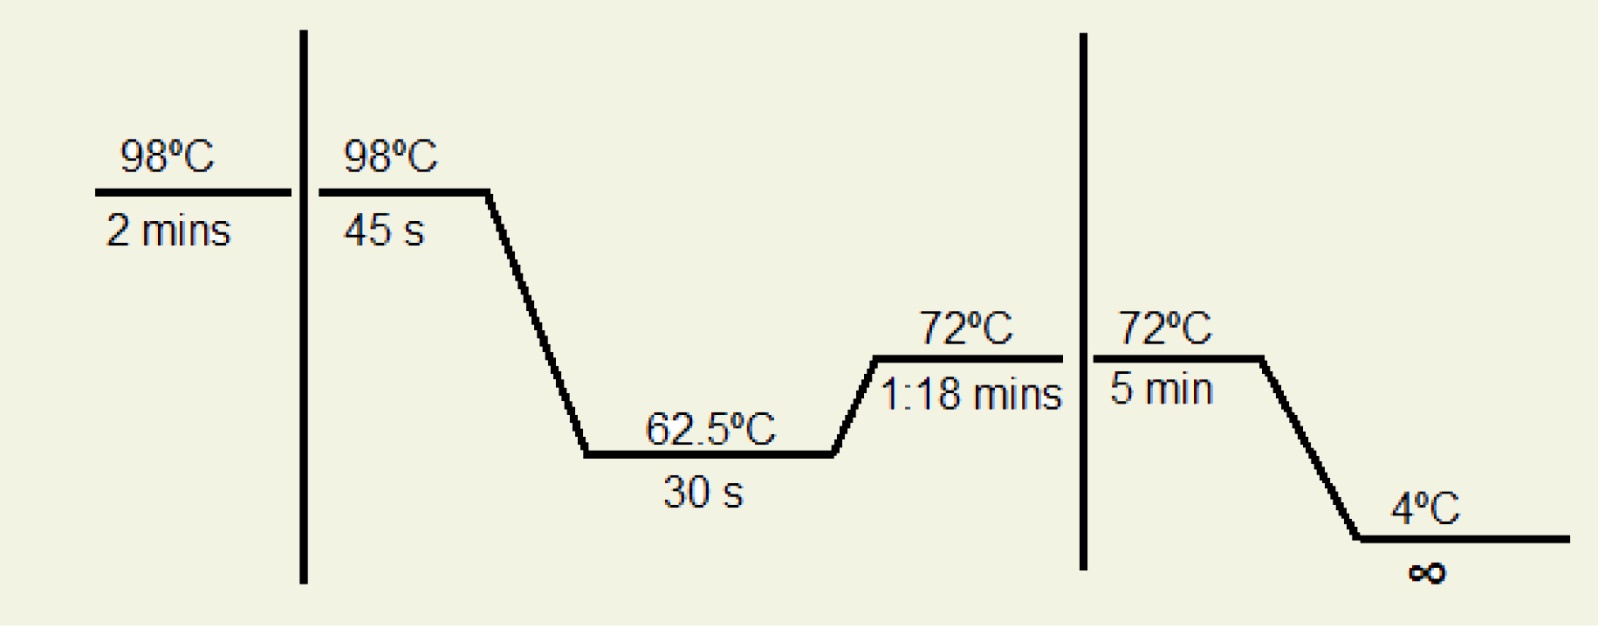 98ºC
2 mins
98ºC
45 s
62.5ºC
30 s
72ºC
1:18 mins
72ºC
5 min
4ºC
∞